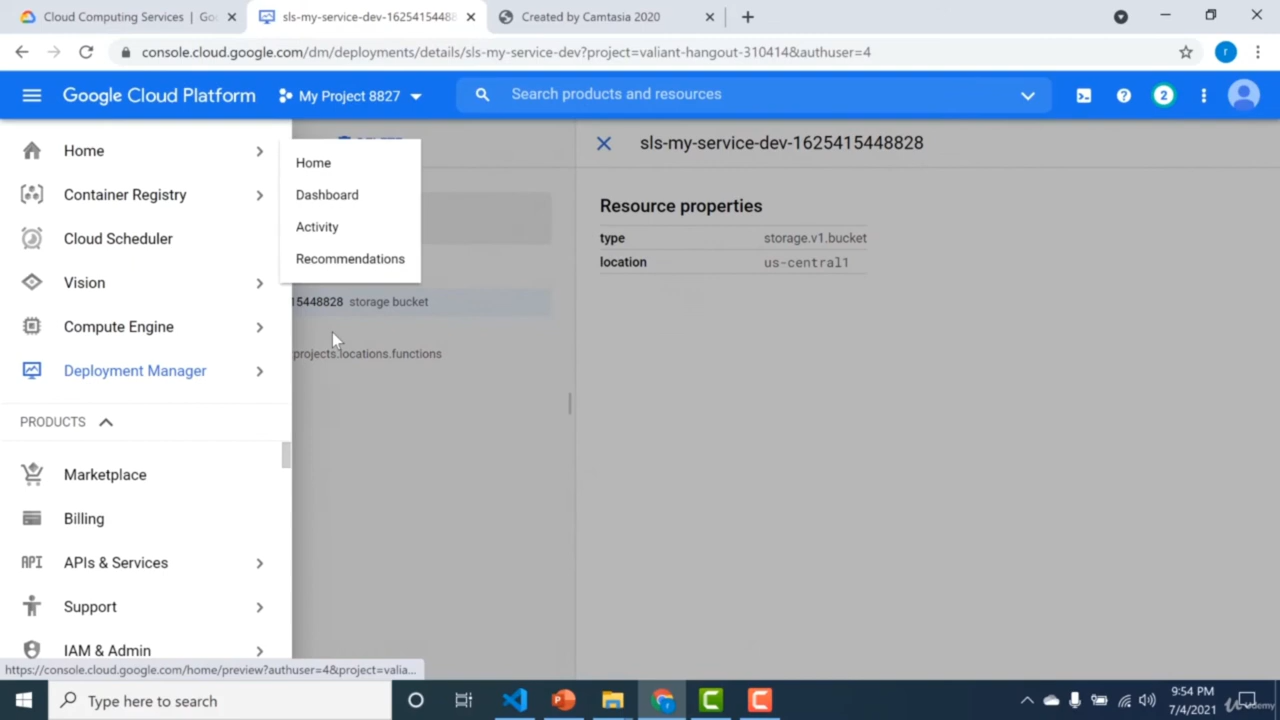 Cloud Computing Services | Goo
sls-my-service-dev-1625415448828
Created by Camtasia 2020
console.cloud.google.com/dm/deployments/details/sls-my-service-dev?project=valiant-hangout-310414&authuser=4
r
Google Cloud Platform
My Project 8827
Search products and resources
2
Home
Container Registry
Cloud Scheduler
Vision
Compute Engine
Deployment Manager
PRODUCTS
Marketplace
Billing
API APIs & Services
Support
IAM & Admin
Home
Dashboard
Activity
Recommendations
15448828 storage bucket
projects.locations.functions
sls-my-service-dev-1625415448828
Resource properties
type storage.v1.bucket
location us-central1
https://console.cloud.google.com/home/preview?authuser=4&project=valia...
Type here to search
9:54 PM
7/4/2021
Udemy